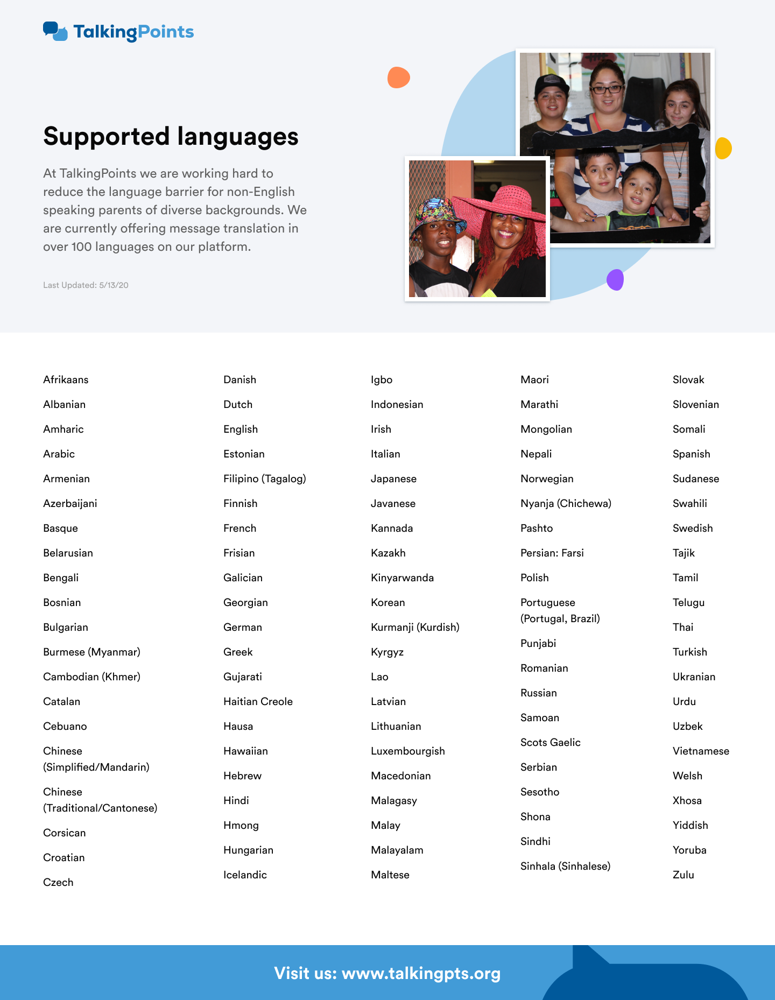 TalkingPoints
Supported languages
At TalkingPoints we are working hard to
reduce the language barrier for non-English
speaking parents of diverse backgrounds. We
are currently offering message translation in
over 100 languages on our platform.
Last Updated: 5/13/20
Afrikaans
Albanian
Amharic
Arabic
Armenian
Azerbaijani
Basque
Belarusian
Bengali
Bosnian
Bulgarian
Burmese (Myanmar)
Cambodian (Khmer)
Catalan
Cebuano
Chinese
(Simplified/Mandarin)
Chinese
(Traditional/Cantonese)
Corsican
Croatian
Czech
Danish
Dutch
English
Estonian
Filipino (Tagalog)
Finnish
French
Frisian
Galician
Georgian
German
Greek
Gujarati
Haitian Creole
Hausa
Hawaiian
Hebrew
Hindi
Hmong
Hungarian
Icelandic
Igbo
Indonesian
Irish
Italian
Japanese
Javanese
Kannada
Kazakh
Kinyarwanda
Korean
Kurmanji (Kurdish)
Kyrgyz
Lao
Latvian
Lithuanian
Luxembourgish
Macedonian
Malagasy
Malay
Malayalam
Maltese
Maori
Marathi
Mongolian
Nepali
Norwegian
Nyanja (Chichewa)
Pashto
Persian: Farsi
Polish
Portuguese
(Portugal, Brazil)
Punjabi
Romanian
Russian
Samoan
Scots Gaelic
Serbian
Sesotho
Shona
Sindhi
Sinhala (Sinhalese)
Slovak
Slovenian
Somali
Spanish
Sudanese
Swahili
Swedish
Tajik
Tamil
Telugu
Thai
Turkish
Ukranian
Urdu
Uzbek
Vietnamese
Welsh
Xhosa
Yiddish
Yoruba
Zulu
Visit us: www.talkingpts.org